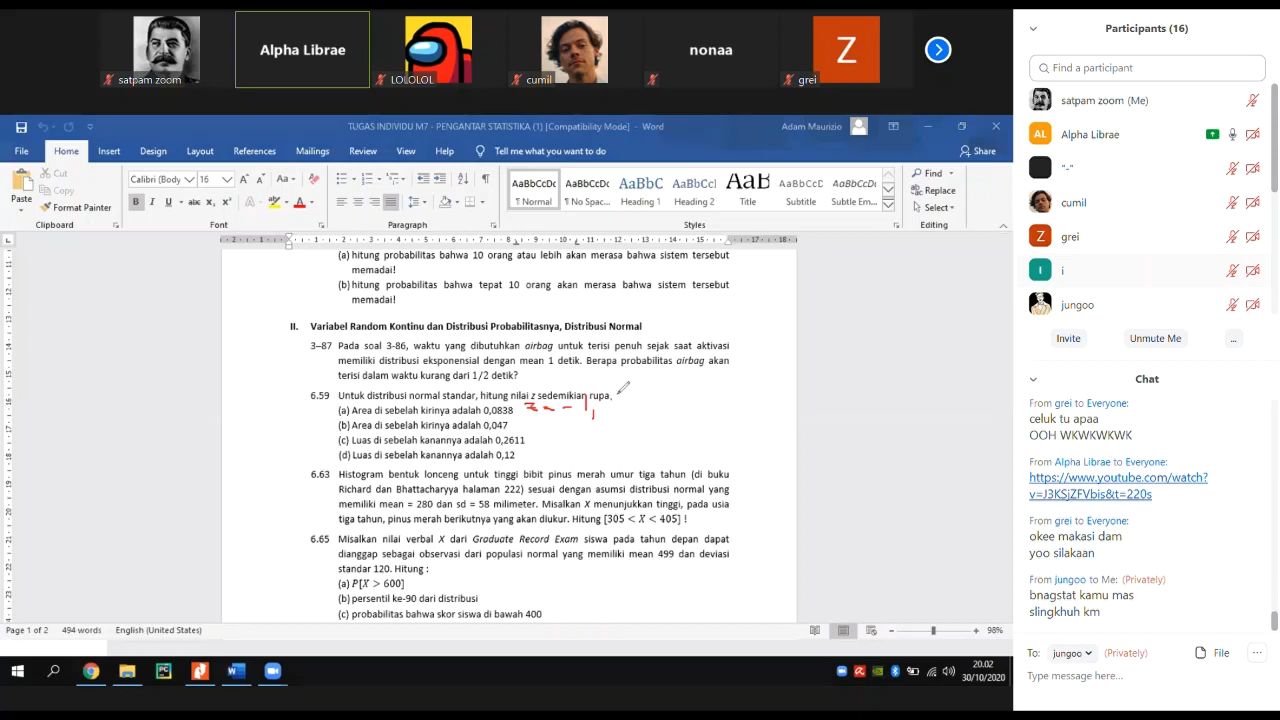 satpam zoom
Alpha Librae
LOLOLOL
cumil
nonaa
Z
grei
TUGAS INDIVIDU M7 - PENGANTAR STATISTIKA (1) [Compatibility Mode] - Word
Adam Maurizio
File
Home
Insert
Design
Layout
References
Mailings
Review
View
Help
Tell me what you want to do
Share
Paste
Cut
Copy
Format Painter
Clipboard
Calibri (Body)
16
Font
Paragraph
AaBbCcDc
¶ Normal
AaBbCcDc
¶ No Spac...
AaBbC
Heading 1
AaBbCcD
Heading 2
AaB
Title
AaBbCcD
Subtitle
AaBbCcDc
Subtle Em...
Styles
Find
Replace
Select
Editing
(a) hitung probabilitas bahwa 10 orang atau lebih akan merasa bahwa sistem tersebut
memadai!
(b) hitung probabilitas bahwa tepat 10 orang akan merasa bahwa sistem tersebut
memadai!
II. Variabel Random Kontinu dan Distribusi Probabilitasnya, Distribusi Normal
3–87 Pada soal 3-86, waktu yang dibutuhkan airbag untuk terisi penuh sejak saat aktivasi
memiliki distribusi eksponensial dengan mean 1 detik. Berapa probabilitas airbag akan
terisi dalam waktu kurang dari 1/2 detik?
6.59 Untuk distribusi normal standar, hitung nilai z sedemikian rupa,
(a) Area di sebelah kirinya adalah 0,0838
(b) Area di sebelah kirinya adalah 0,047
(c) Luas di sebelah kanannya adalah 0,2611
(d) Luas di sebelah kanannya adalah 0,12
6.63 Histogram bentuk lonceng untuk tinggi bibit pinus merah umur tiga tahun (di buku
Richard dan Bhattacharyya halaman 222) sesuai dengan asumsi distribusi normal yang
memiliki mean = 280 dan sd = 58 milimeter. Misalkan X menunjukkan tinggi, pada usia
tiga tahun, pinus merah berikutnya yang akan diukur. Hitung [305 < X < 405] !
6.65 Misalkan nilai verbal X dari Graduate Record Exam siswa pada tahun depan dapat
dianggap sebagai observasi dari populasi normal yang memiliki mean 499 dan deviasi
standar 120. Hitung :
(a) P[X > 600]
(b) persentil ke-90 dari distribusi
(c) probabilitas bahwa skor siswa di bawah 400
Page 1 of 2
494 words
English (United States)
98%
20.02
30/10/2020
Participants (16)
Find a participant
satpam zoom (Me)
AL
Alpha Librae
"-"
cumil
Z
grei
I
i
jungoo
Invite
Unmute Me
...
Chat
From grei to Everyone:
celuk tu apaa
OOH WKWKWKWK
From Alpha Librae to Everyone:
https://www.youtube.com/watch?
v=J3KSjZFVbis&t=220s
From grei to Everyone:
okee makasi dam
yoo silakaan
From jungoo to Me: (Privately)
bnagstat kamu mas
slingkhuh km
To: jungoo (Privately)
File
Type message here...